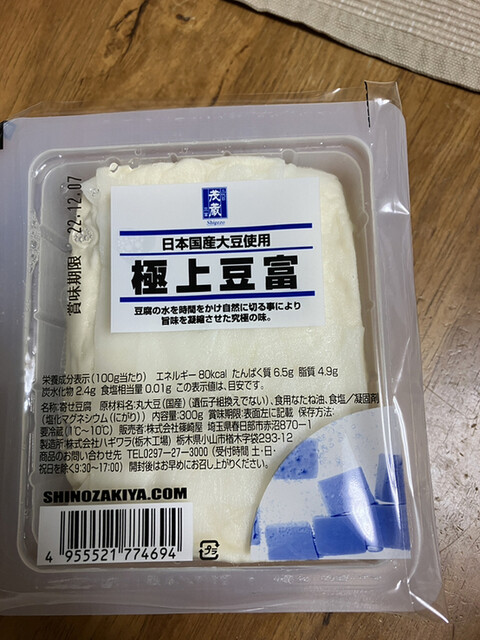 茂蔵
Shigezo
日本国産大豆使用
極上豆富
豆腐の水を時間をかけ自然に切る事により
旨味を凝縮させた究極の味。
賞味期限 22.12.07
栄養成分表示(100g当たり) エネルギー80kcal たんぱく質6.5g 脂質4.9g
炭水化物2.4g 食塩相当量0.01g この表示値は、目安です。
名称:寄せ豆腐 原材料名:丸大豆(国産)(遺伝子組換えでない)、食用なたね油、食塩/凝固剤
(塩化マグネシウム(にがり)) 内容量:300g 賞味期限:表面左に記載 保存方法:
要冷蔵(1℃～10℃) 販売者:株式会社篠崎屋 埼玉県春日部市赤沼870-1
製造所:株式会社ハギワラ(栃木工場) 栃木県小山市楢木字石塚293-12
商品のお問い合わせ先 TEL0297-27-3000(受付時間 土・日・
祝日を除く9:30~17:00) 開封後はお早めにお召し上がりください。
SHINOZAKIYA.COM
4 955521 774694
プラ